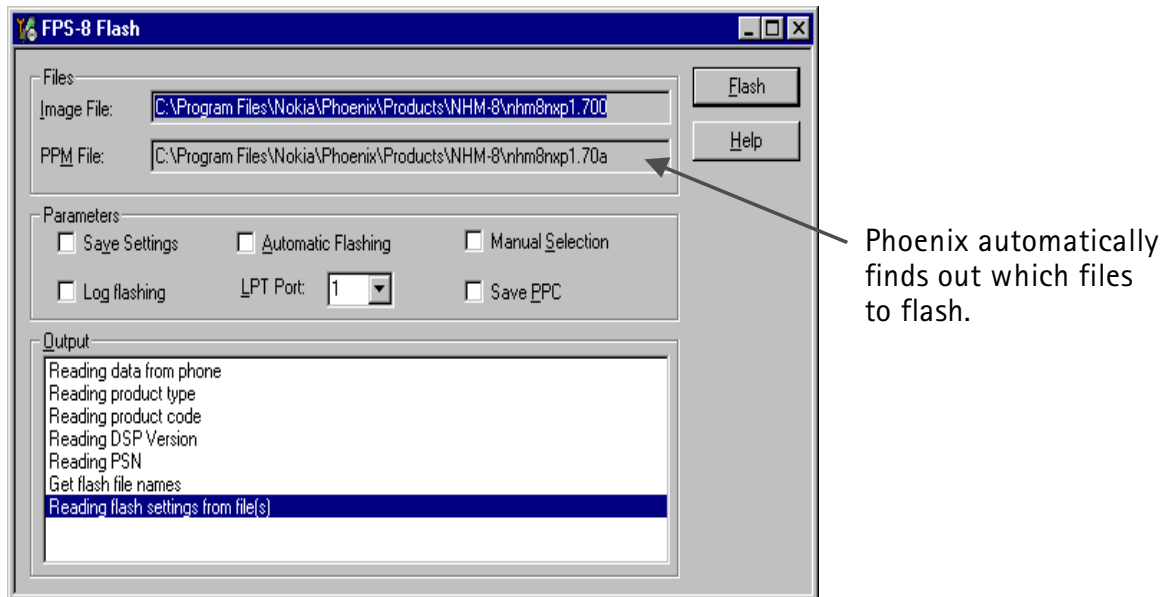 FPS-8 Flash
Files
Image File: C:\Program Files\Nokia\Phoenix\Products\NHM-8\nhm8nxp1.700
PPM File: C:\Program Files\Nokia\Phoenix\Products\NHM-8\nhm8nxp1.70a
Flash
Help
Parameters
Save Settings
Automatic Flashing
Manual Selection
Log flashing
LPT Port: 1
Save PPC
Output
Reading data from phone
Reading product type
Reading product code
Reading DSP Version
Reading PSN
Get flash file names
Reading flash settings from file(s)
Phoenix automatically
finds out which files
to flash.